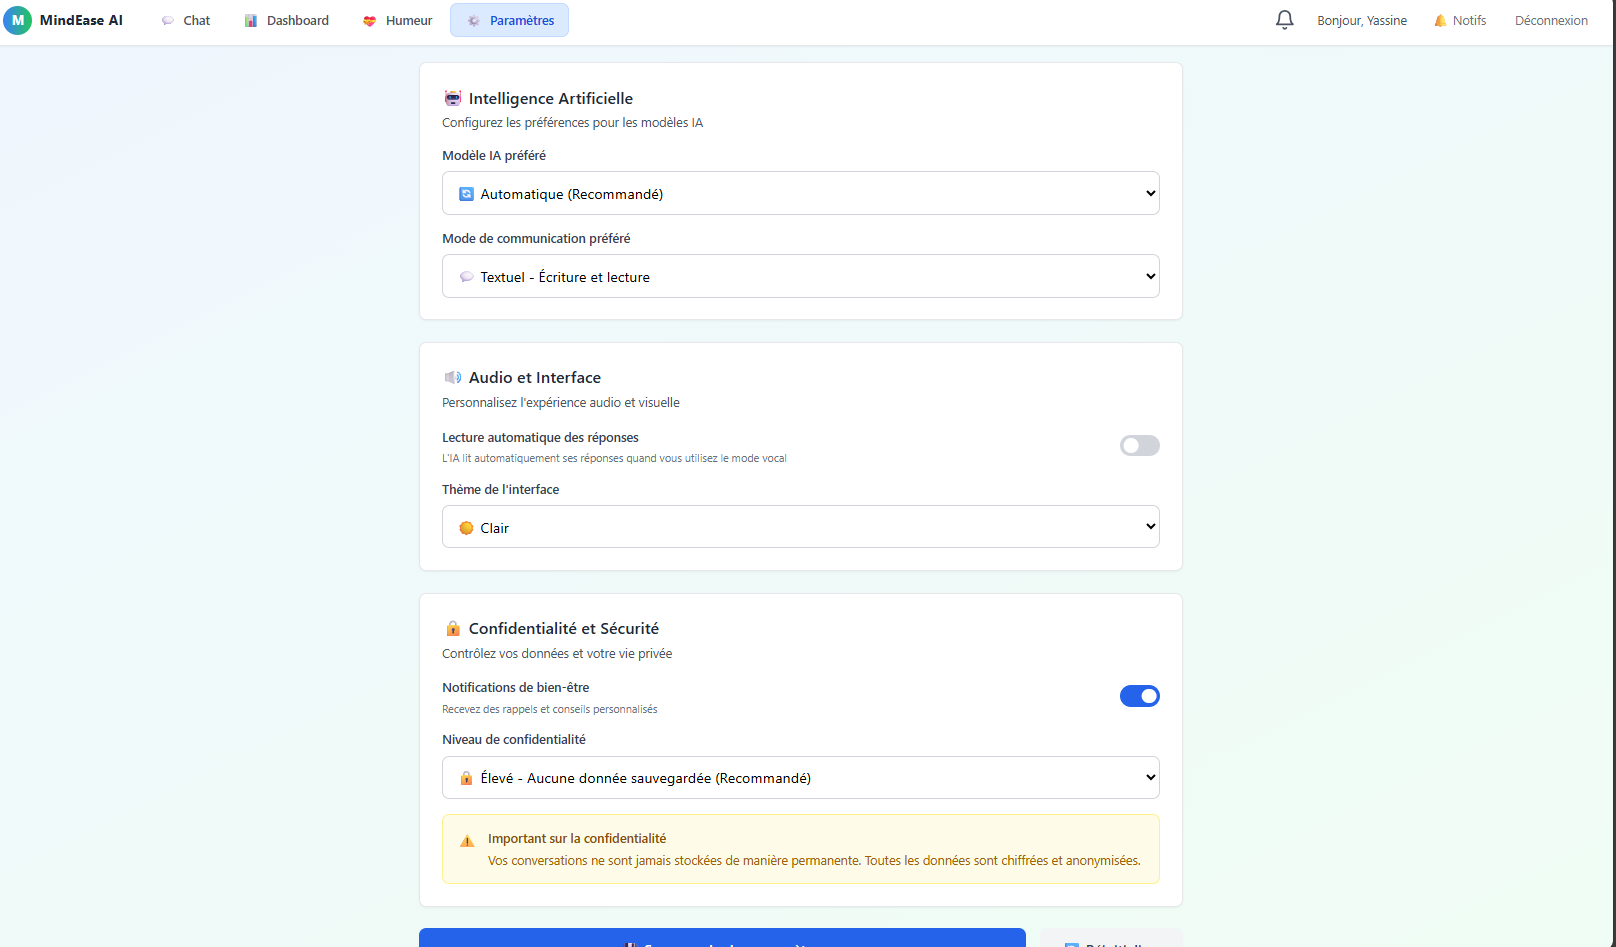 M MindEase AI Chat Dashboard Humeur Paramètres Bonjour, Yassine Notifs Déconnexion
Intelligence Artificielle
Configurez les préférences pour les modèles IA
Modèle IA préféré
Automatique (Recommandé)
Mode de communication préféré
Textuel - Écriture et lecture
Audio et Interface
Personnalisez l'expérience audio et visuelle
Lecture automatique des réponses
L'IA lit automatiquement ses réponses quand vous utilisez le mode vocal
Thème de l'interface
Clair
Confidentialité et Sécurité
Contrôlez vos données et votre vie privée
Notifications de bien-être
Recevez des rappels et conseils personnalisés
Niveau de confidentialité
Élevé - Aucune donnée sauvegardée (Recommandé)
Important sur la confidentialité
Vos conversations ne sont jamais stockées de manière permanente. Toutes les données sont chiffrées et anonymisées.